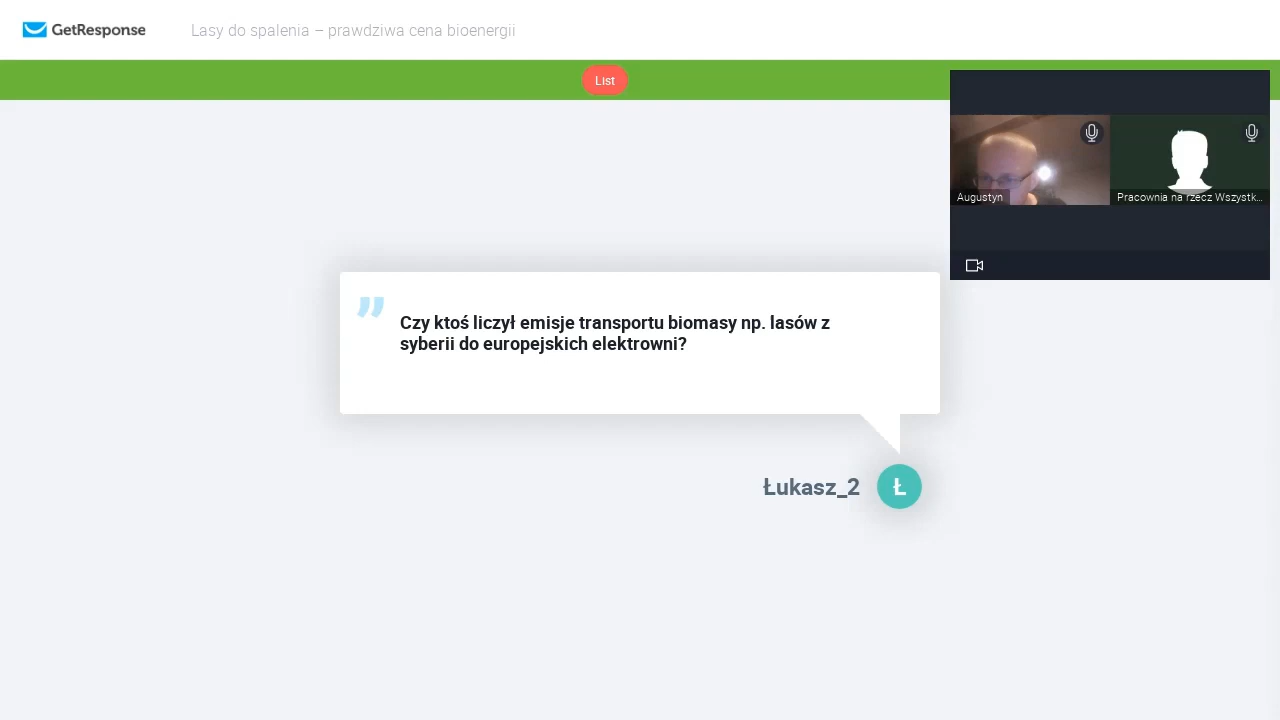 GetResponse
Lasy do spalenia – prawdziwa cena bioenergii
List
Augustyn
Pracownia na rzecz Wszystk...
Czy ktoś liczył emisje transportu biomasy np. lasów z
syberii do europejskich elektrowni?
Łukasz_2
Ł